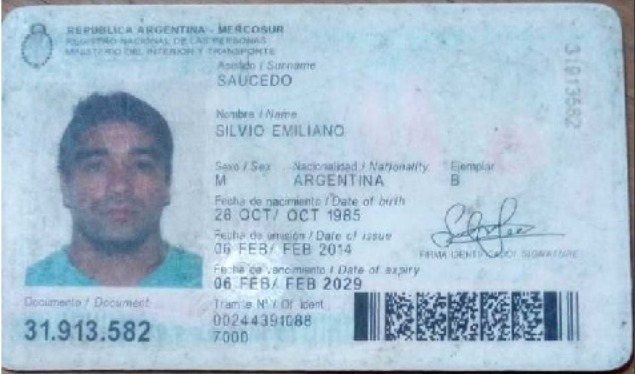 REPUBLICA ARGENTINA - MERCOSUR
REGISTRO NACIONAL DE LAS PERSONAS
MINISTERIO DEL INTERIOR Y TRANSPORTE
Apellido / Surname
SAUCEDO
Nombre / Name
SILVIO EMILIANO
Sexo / Sex Nacionalidad / Nationality Ejemplar
M ARGENTINA B
Fecha de nacimiento / Date of birth
28 OCT/ OCT 1985
Fecha de emisión / Date of issue
06 FEB/ FEB 2014
FIRMA IDENTIFICADO/ SIGNATURE
Fecha de vencimiento / Date of expiry
06 FEB/ FEB 2029
Documento / Document
31.913.582
Tramite Nº / Of. ident.
00244391088
7000
31913582